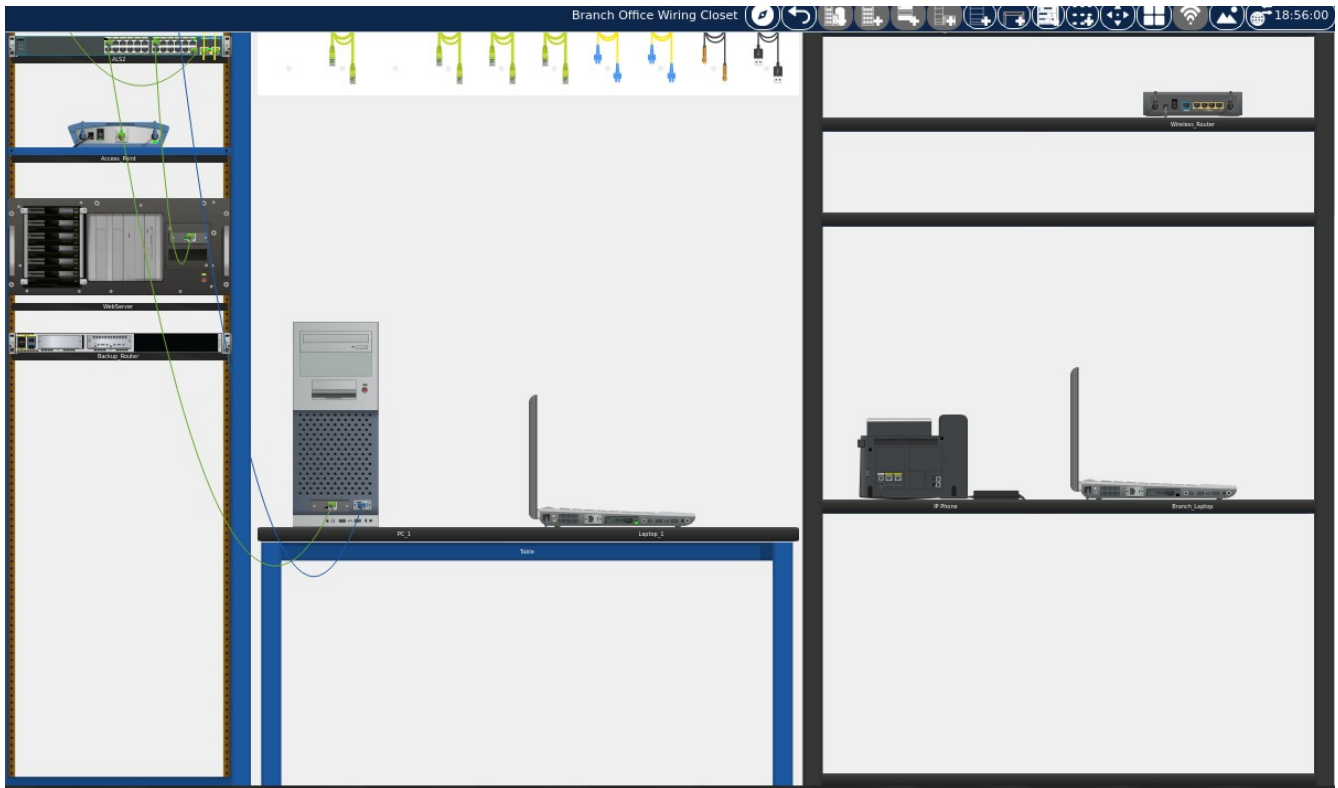 Branch Office Wiring Closet
18:56:00
ALS2
Access_Point
WebServer
Backup_Router
PC_1
Laptop_1
Table
Wireless_Router
IP Phone
Branch_Laptop